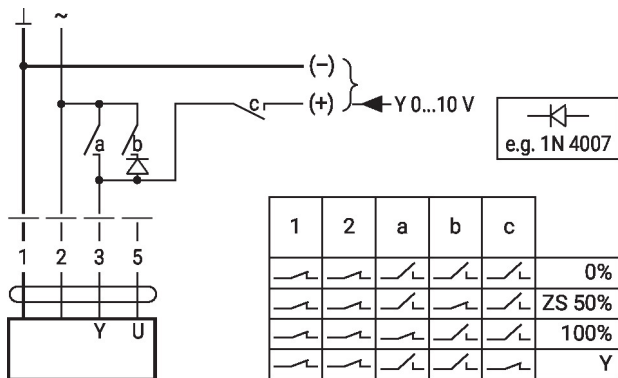 ⊥ ~
(–)
c (+) Y 0...10 V
a b
e.g. 1N 4007
1 2 3 5
Y U
1 2 a b c
0%
ZS 50%
100%
Y